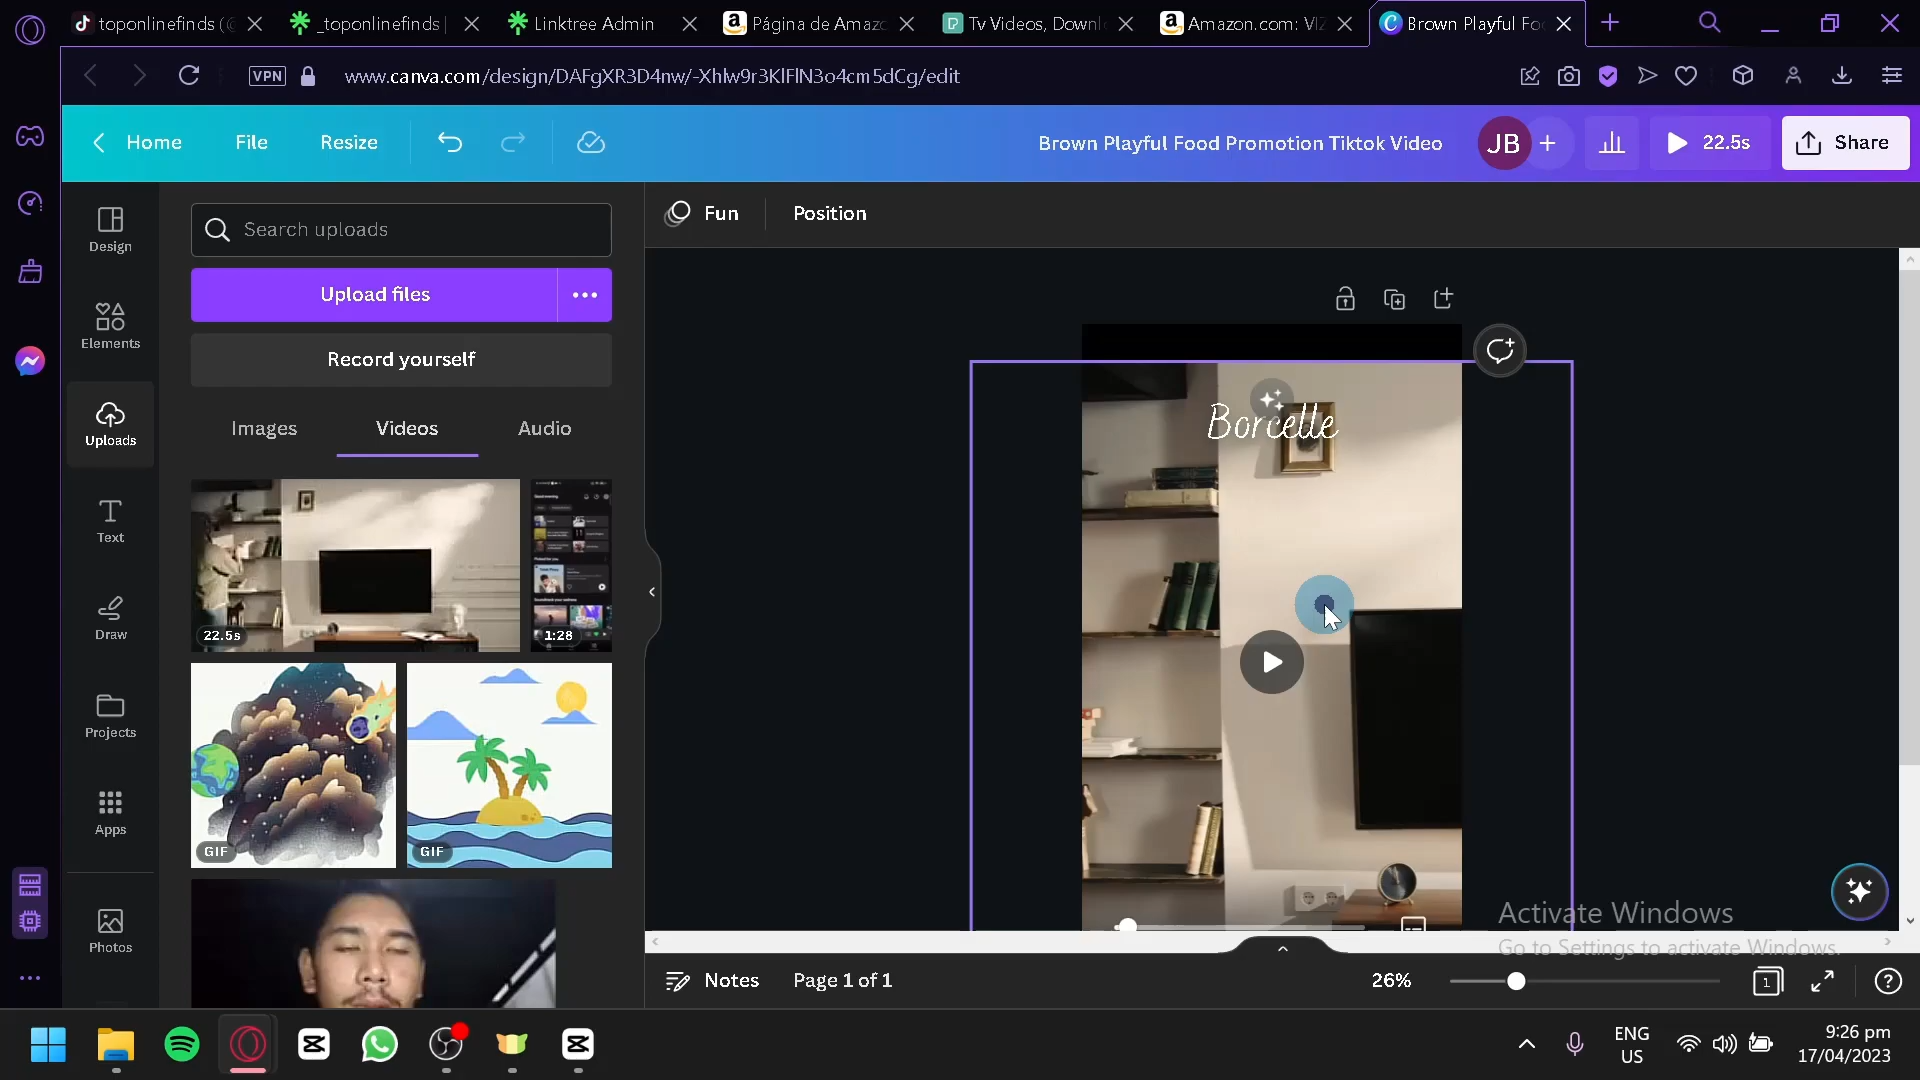 toponlinefinds (@
_toponlinefinds |
Linktree Admin
Página de Amazo
Tv Videos, Downl
Amazon.com: VIZ
Brown Playful Fo
VPN
www.canva.com/design/DAFgXR3D4nw/-Xhlw9r3KlFlN3o4cm5dCg/edit
Home
File
Resize
Brown Playful Food Promotion Tiktok Video
JB
22.5s
Share
Design
Elements
Uploads
Text
Draw
Projects
Apps
Photos
Search uploads
Upload files
Record yourself
Images
Videos
Audio
22.5s
1:28
GIF
GIF
Fun
Position
Borcelle
Activate Windows
Go to Settings to activate Windows.
Notes
Page 1 of 1
26%
1
ENG
US
9:26 pm
17/04/2023